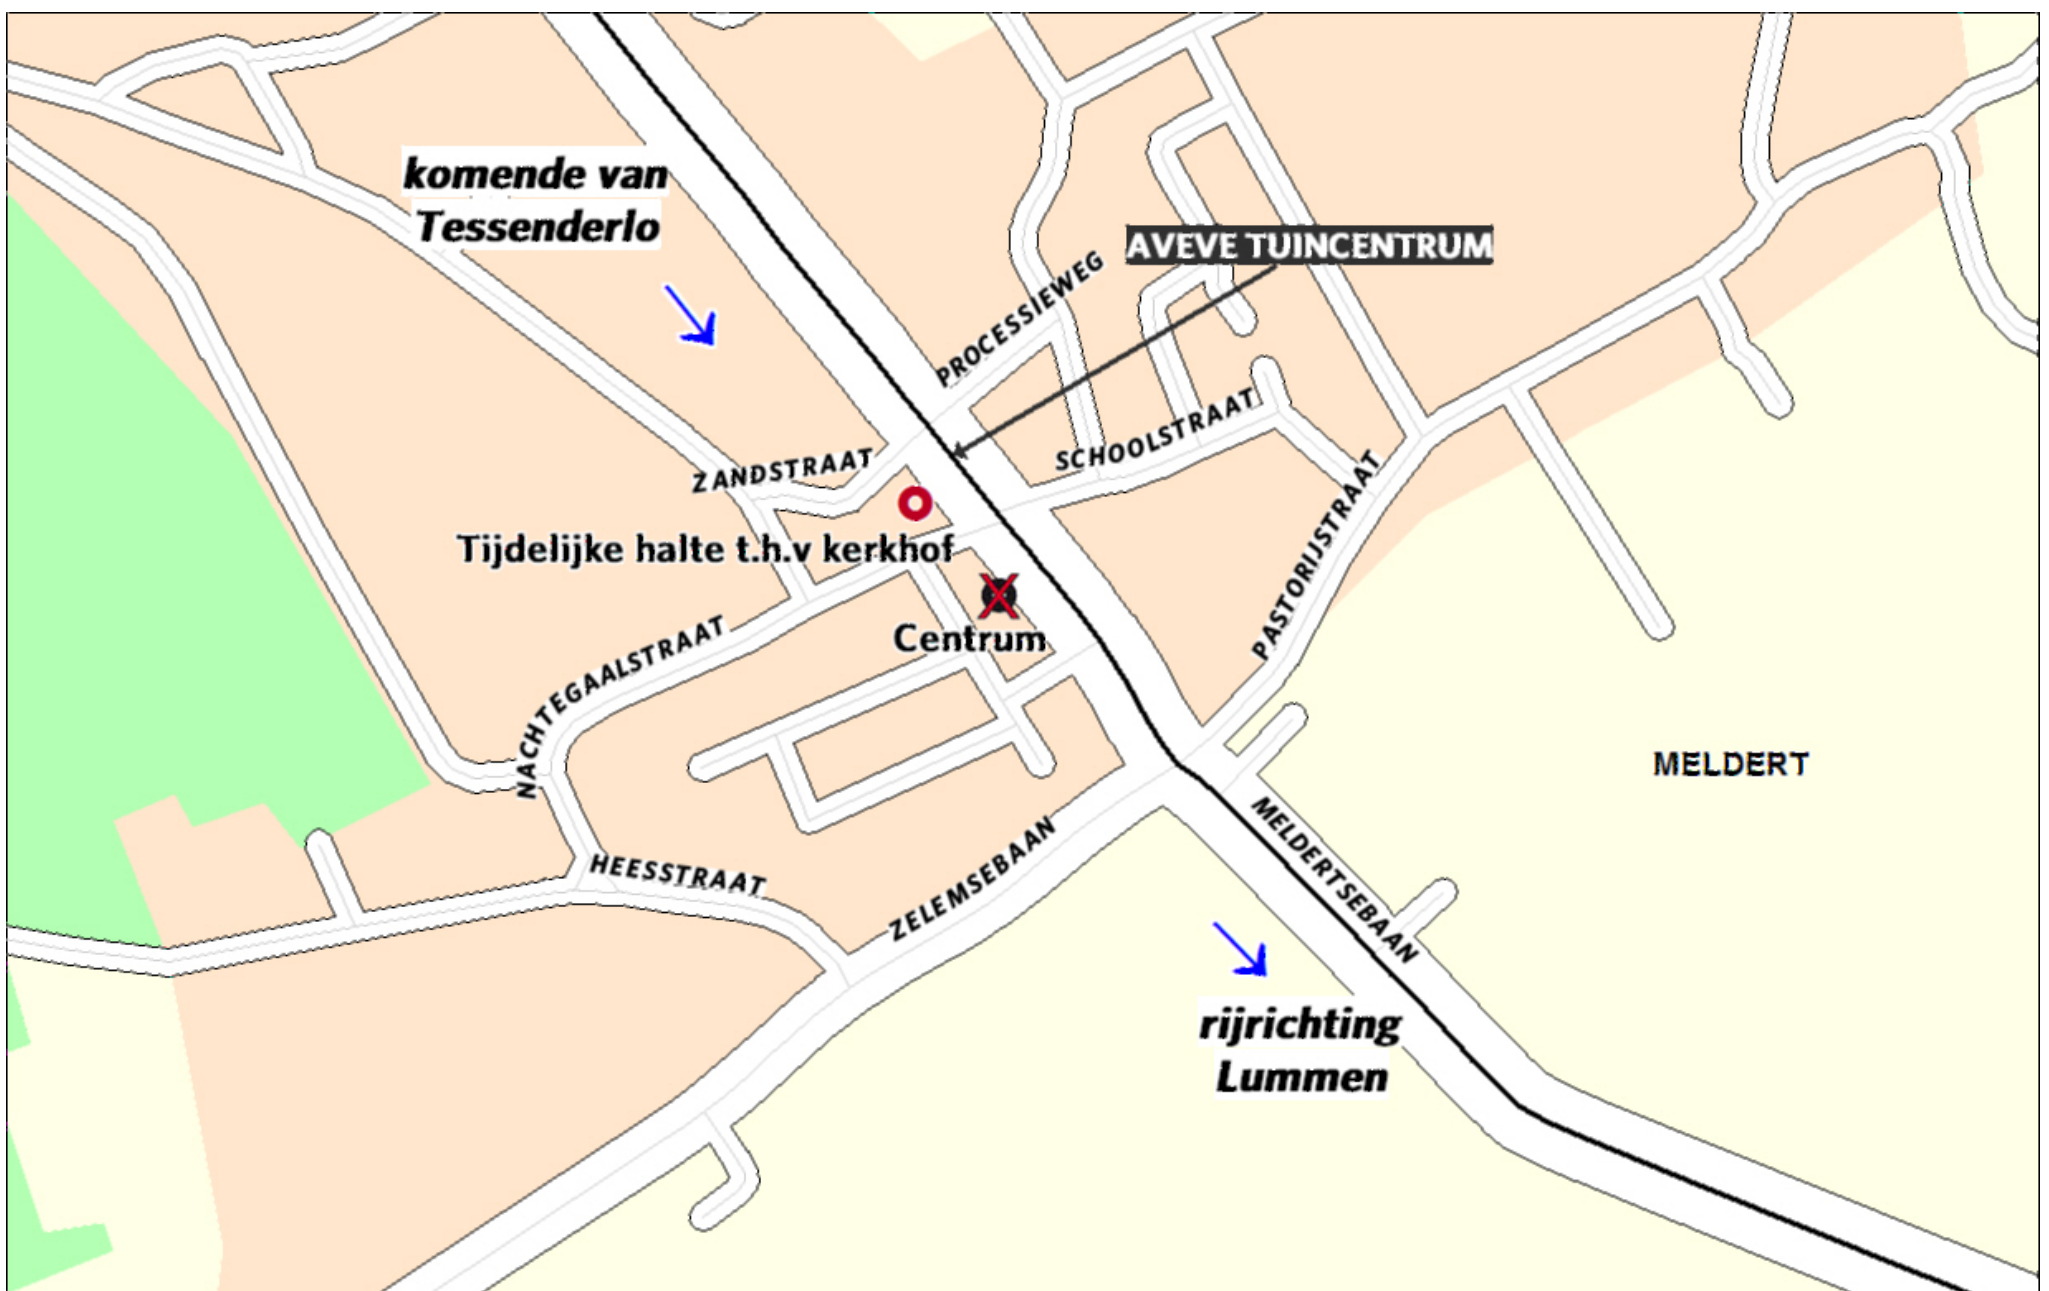 komende van
Tessenderlo
AVEVE TUINCENTRUM
PROCESSIEWEG
SCHOOLSTRAAT
ZANDSTRAAT
Tijdelijke halte t.h.v kerkhof
PASTORIJSTRAAT
Centrum
NACHTEGAALSTRAAT
MELDERT
HEESSTRAAT
ZELEMSEBAAN
MELDERTSEBAAN
rijrichting
Lummen